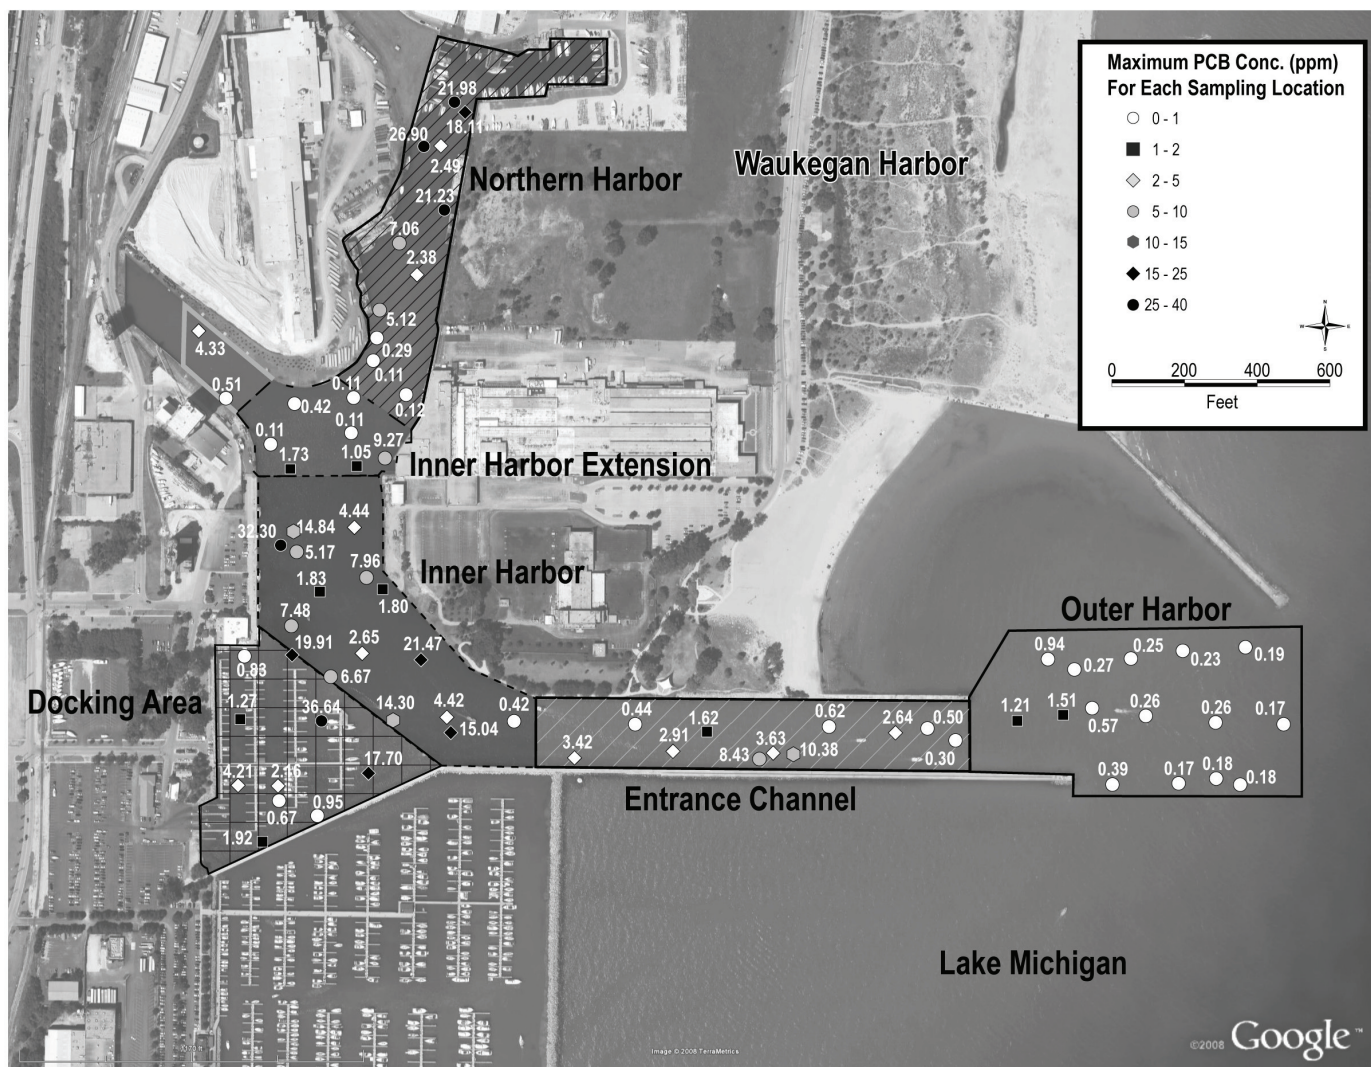 Maximum PCB Conc. (ppm)
For Each Sampling Location
0 - 1
1 - 2
2 - 5
5 - 10
10 - 15
15 - 25
25 - 40
N
W E
S
0 200 400 600
Feet
Waukegan Harbor
Northern Harbor
21.98
18.11
26.90
2.49
21.23
7.06
2.38
5.12
0.29
0.11
0.12
4.33
0.51
0.42
0.11
0.11
0.11
1.73
1.05
9.27
Inner Harbor Extension
14.84
4.44
32.30
5.17
7.96
1.83
1.80
Inner Harbor
7.48
19.91
2.65
21.47
6.67
14.30
4.42
15.04
0.42
Docking Area
0.83
1.27
36.64
17.70
4.21
2.16
0.67
0.95
1.92
0.44
1.62
0.62
2.64
0.50
3.42
2.91
8.43
3.63
10.38
0.30
Entrance Channel
Outer Harbor
0.94
0.27
0.25
0.23
0.19
1.21
1.51
0.57
0.26
0.26
0.17
0.39
0.17
0.18
0.18
Lake Michigan
Image © 2008 TerraMetrics
©2008 Google™